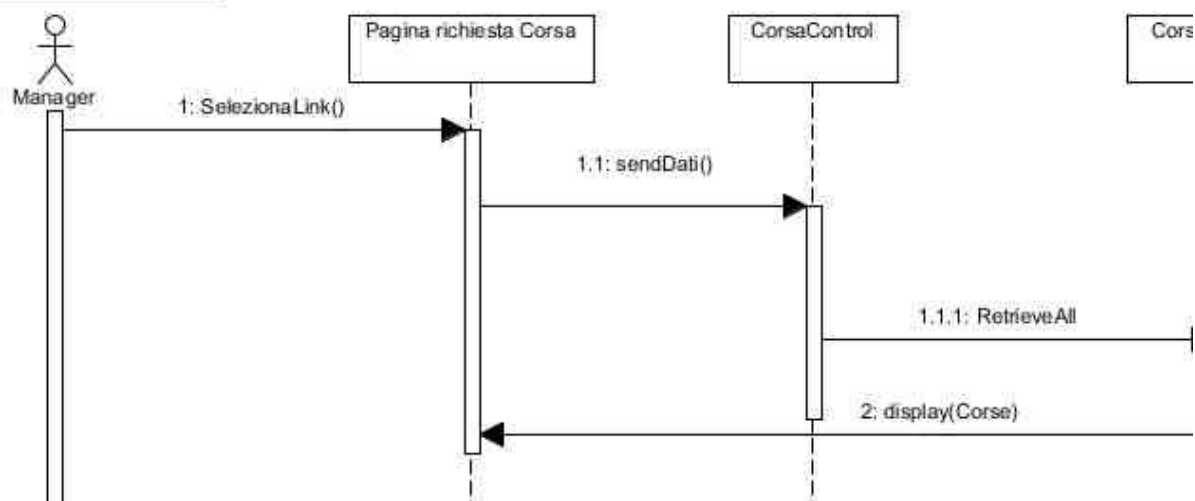 Pagina richiesta Corsa
CorsaControl
Manager
1: SelezionaLink()
1.1: sendDati()
1.1.1: RetrieveAll
2: display(Corse)